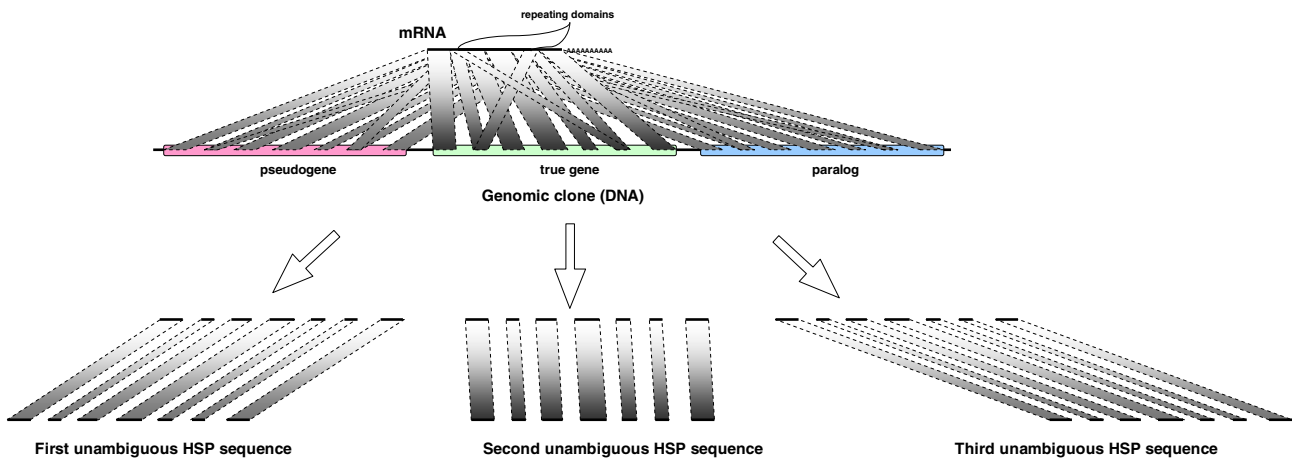 repeating domains
mRNA
AAAAAAAAAA
pseudogene
true gene
paralog
Genomic clone (DNA)
First unambiguous HSP sequence
Second unambiguous HSP sequence
Third unambiguous HSP sequence